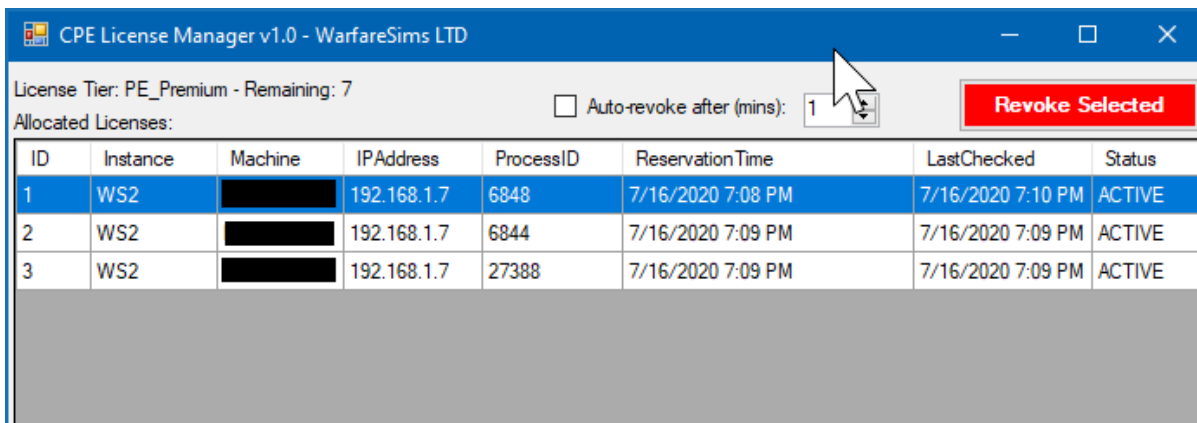 CPE License Manager v1.0 - WarfareSims LTD
License Tier: PE_Premium - Remaining: 7
Auto-revoke after (mins): 1
Revoke Selected
Allocated Licenses:
ID Instance Machine IPAddress ProcessID ReservationTime LastChecked Status
1 WS2 192.168.1.7 6848 7/16/2020 7:08 PM 7/16/2020 7:10 PM ACTIVE
2 WS2 192.168.1.7 6844 7/16/2020 7:09 PM 7/16/2020 7:09 PM ACTIVE
3 WS2 192.168.1.7 27388 7/16/2020 7:09 PM 7/16/2020 7:09 PM ACTIVE